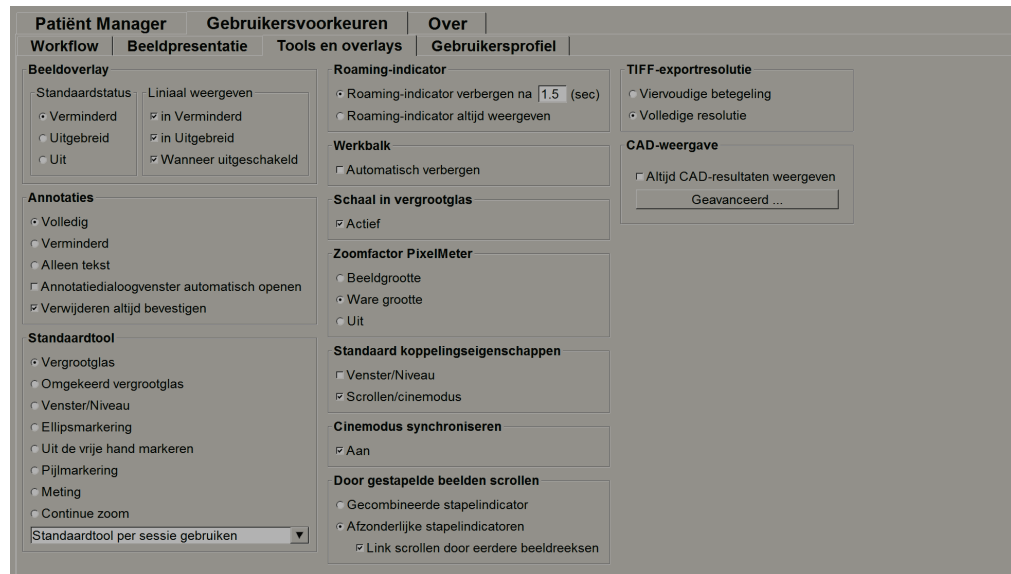 Patiënt Manager
Gebruikersvoorkeuren
Over
Workflow
Beeldpresentatie
Tools en overlays
Gebruikersprofiel
Beeldoverlay
Standaardstatus
Verminderd
Uitgebreid
Uit
Liniaal weergeven
in Verminderd
in Uitgebreid
Wanneer uitgeschakeld
Annotaties
Volledig
Verminderd
Alleen tekst
Annotatiedialoogvenster automatisch openen
Verwijderen altijd bevestigen
Standaardtool
Vergrootglas
Omgekeerd vergrootglas
Venster/Niveau
Ellipsmarkering
Uit de vrije hand markeren
Pijlmarkering
Meting
Continue zoom
Standaardtool per sessie gebruiken
Roaming-indicator
Roaming-indicator verbergen na 1.5 (sec)
Roaming-indicator altijd weergeven
Werkbalk
Automatisch verbergen
Schaal in vergrootglas
Actief
Zoomfactor PixelMeter
Beeldgrootte
Ware grootte
Uit
Standaard koppelingseigenschappen
Venster/Niveau
Scrollen/cinemodus
Cinemodus synchroniseren
Aan
Door gestapelde beelden scrollen
Gecombineerde stapelindicator
Afzonderlijke stapelindicatoren
Link scrollen door eerdere beeldreeksen
TIFF-exportresolutie
Viervoudige betegeling
Volledige resolutie
CAD-weergave
Altijd CAD-resultaten weergeven
Geavanceerd ...